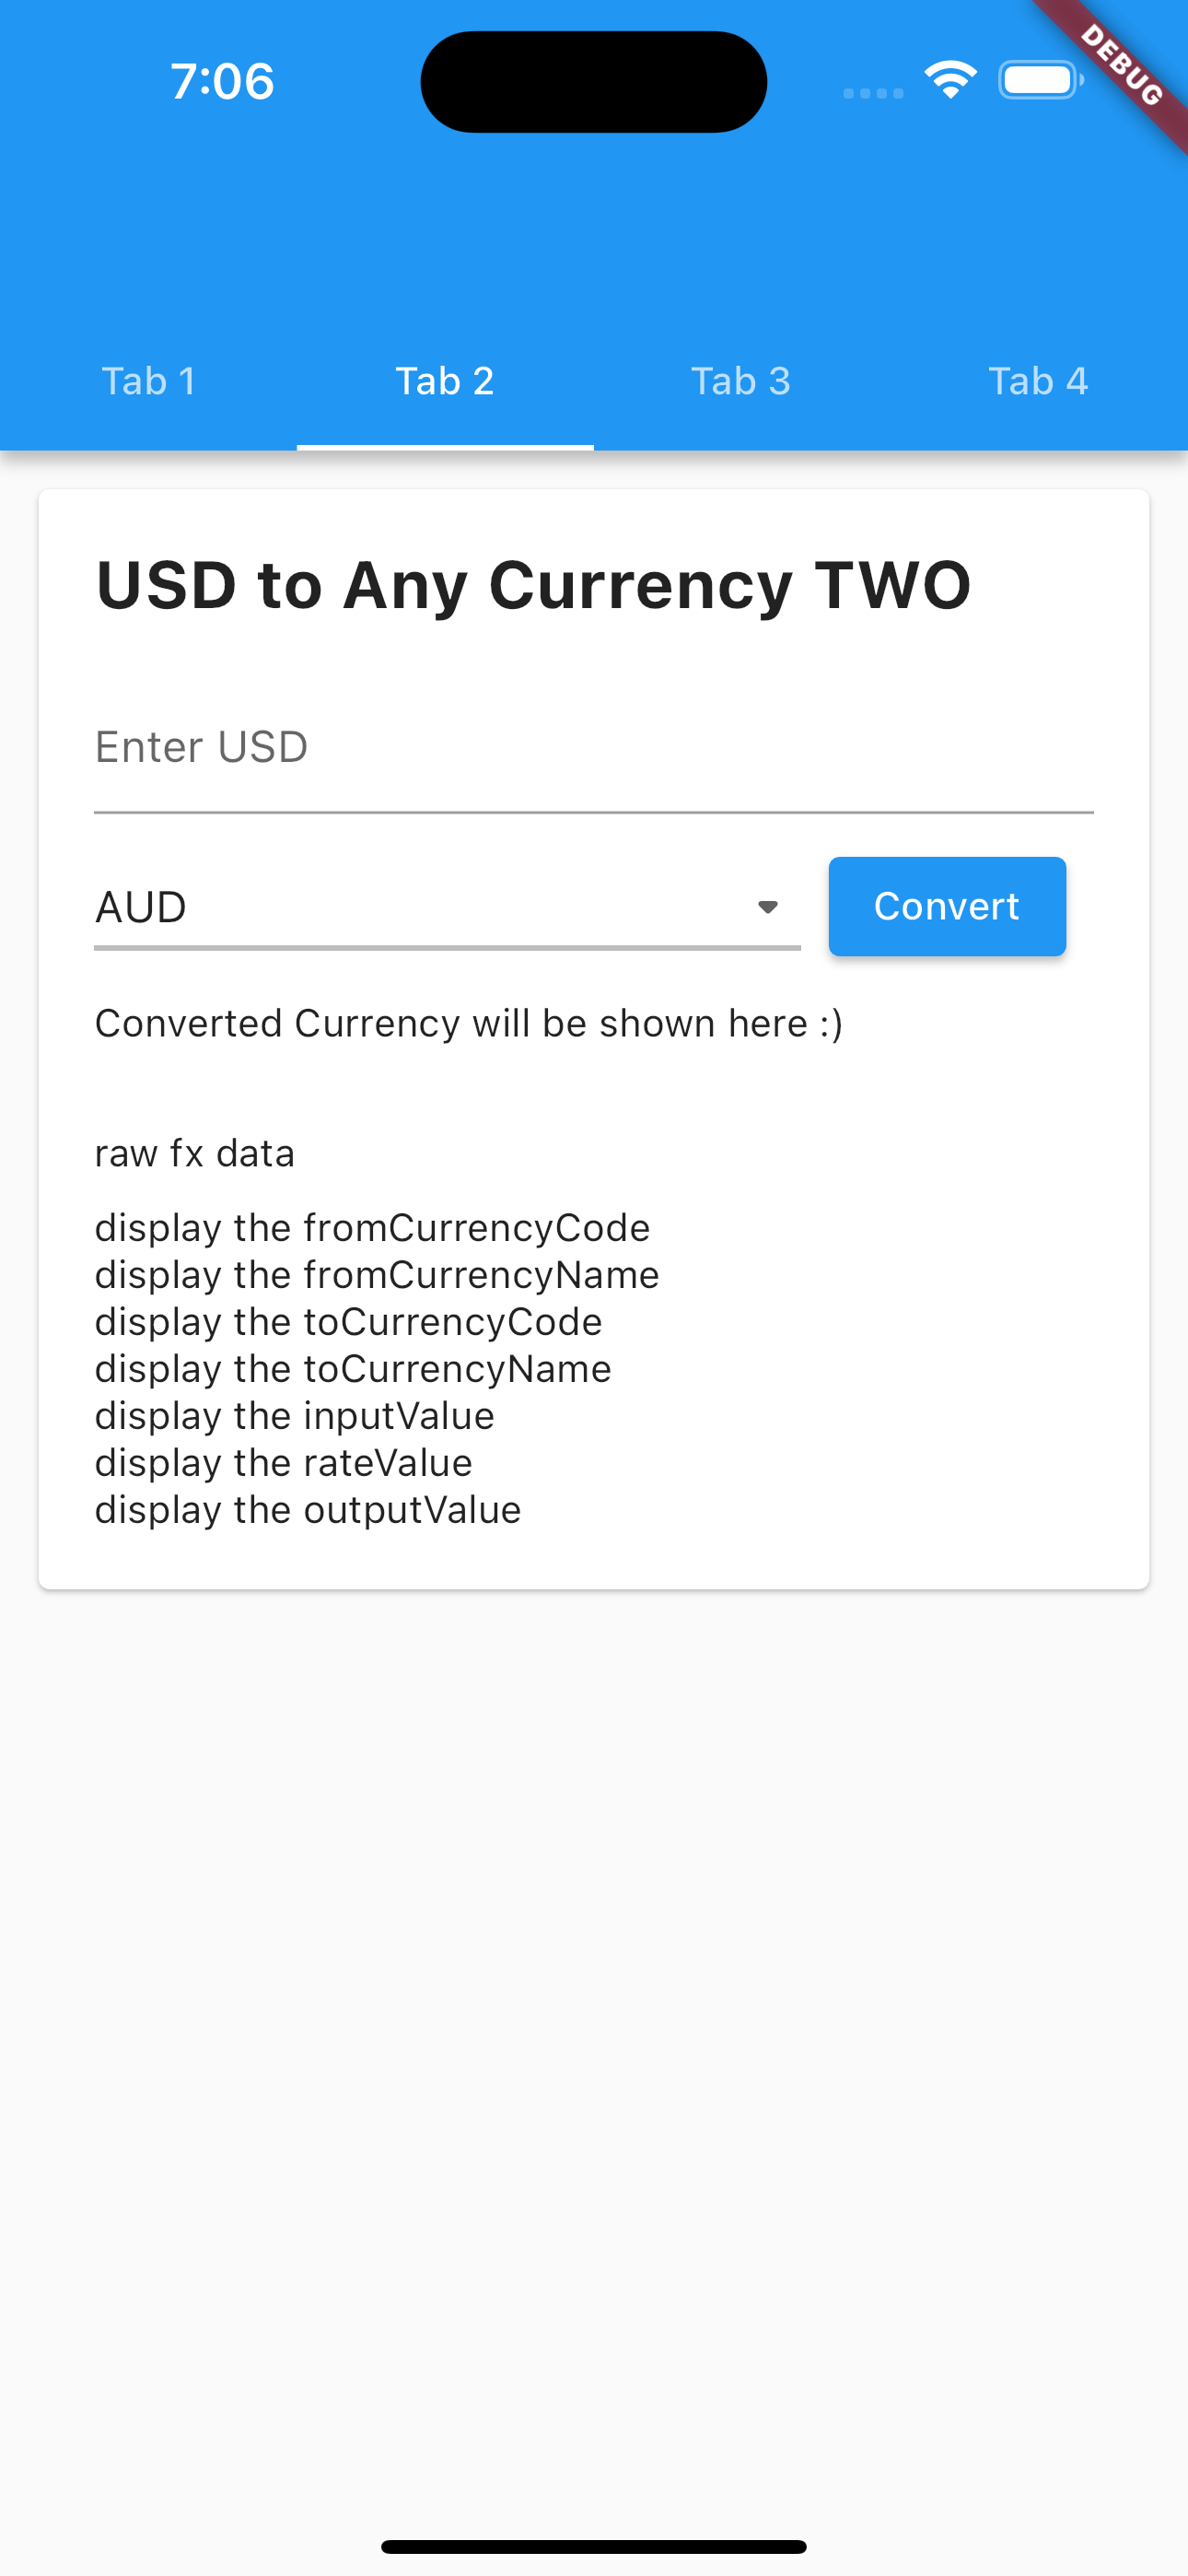 7:06
DEBUG
Tab 1 Tab 2 Tab 3 Tab 4
USD to Any Currency TWO
Enter USD
AUD Convert
Converted Currency will be shown here :)
raw fx data
display the fromCurrencyCode
display the fromCurrencyName
display the toCurrencyCode
display the toCurrencyName
display the inputValue
display the rateValue
display the outputValue